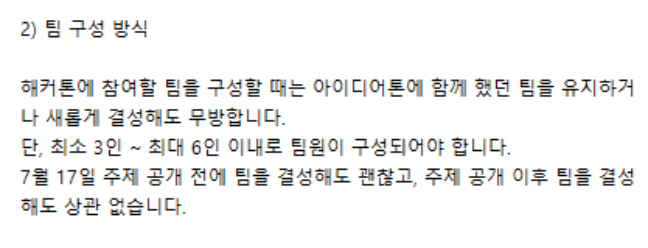 2) 팀 구성 방식
해커톤에 참여할 팀을 구성할 때는 아이디어톤에 함께 했던 팀을 유지하거
나 새롭게 결성해도 무방합니다.
단, 최소 3인 ~ 최대 6인 이내로 팀원이 구성되어야 합니다.
7월 17일 주제 공개 전에 팀을 결성해도 괜찮고, 주제 공개 이후 팀을 결성
해도 상관 없습니다.